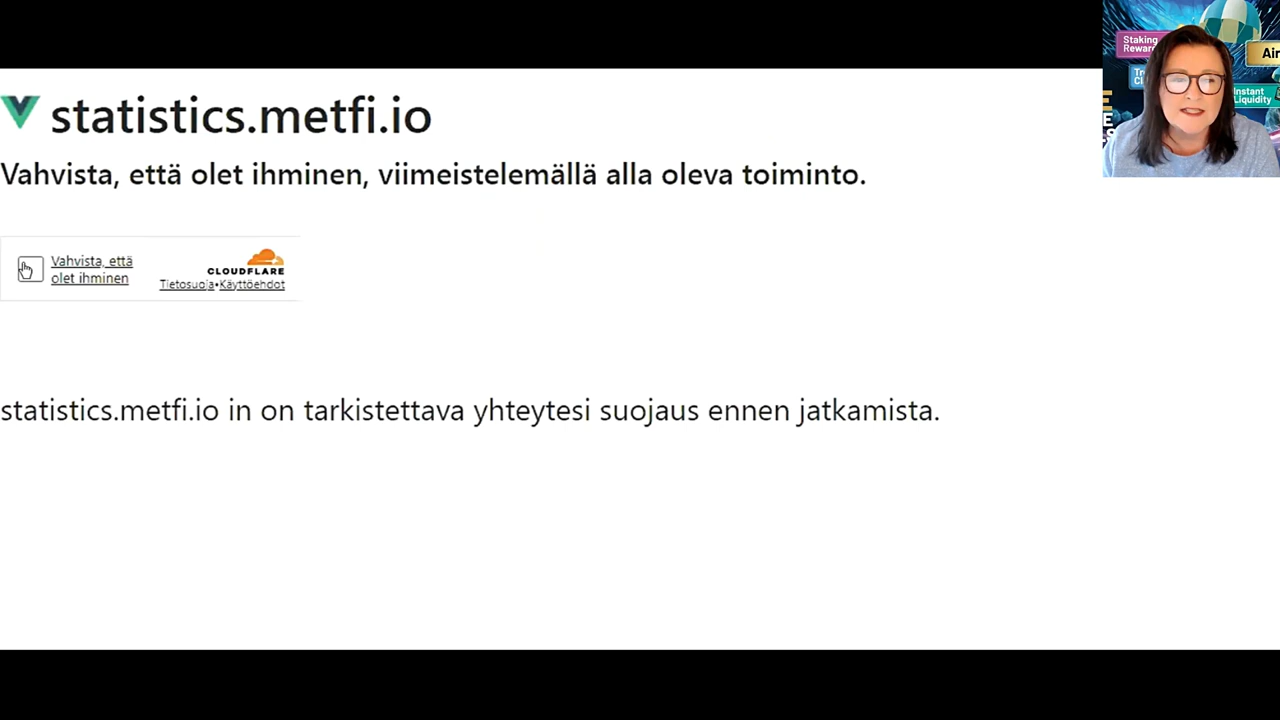 statistics.metfi.io
Vahvista, että olet ihminen, viimeistelemällä alla oleva toiminto.
Vahvista, että
olet ihminen
CLOUDFLARE
Tietosuoja•Käyttöehdot
statistics.metfi.io in on tarkistettava yhteytesi suojaus ennen jatkamista.
Staking
Instant
Liquidity